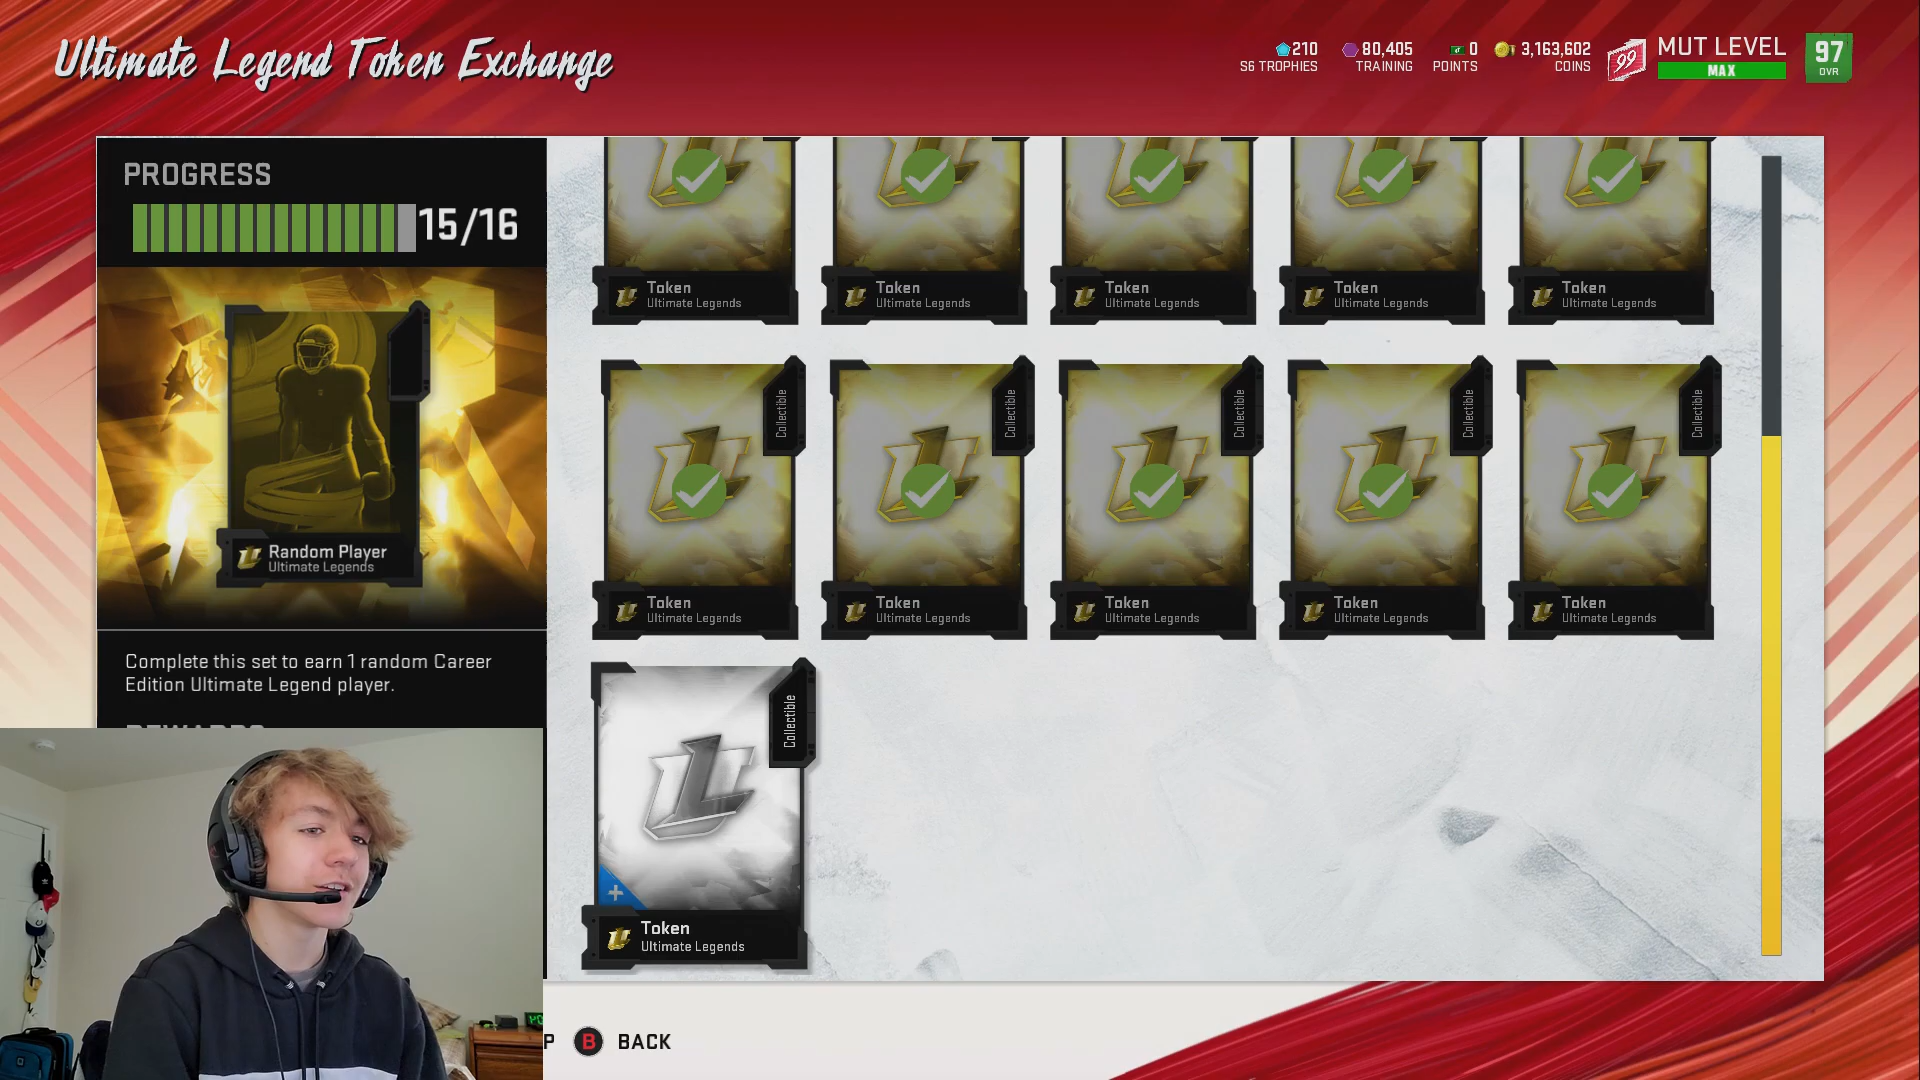 Ultimate Legend Token Exchange
210
S6 TROPHIES
80,405
TRAINING
0
POINTS
3,163,602
COINS
99
MUT LEVEL
MAX
97
OVR
PROGRESS
15/16
Random Player
Ultimate Legends
Complete this set to earn 1 random Career
Edition Ultimate Legend player.
REWARDS
Token
Ultimate Legends
Token
Ultimate Legends
Token
Ultimate Legends
Token
Ultimate Legends
Token
Ultimate Legends
Collectible
Token
Ultimate Legends
Collectible
Token
Ultimate Legends
Collectible
Token
Ultimate Legends
Collectible
Token
Ultimate Legends
Collectible
Token
Ultimate Legends
Collectible
Token
Ultimate Legends
P
B BACK